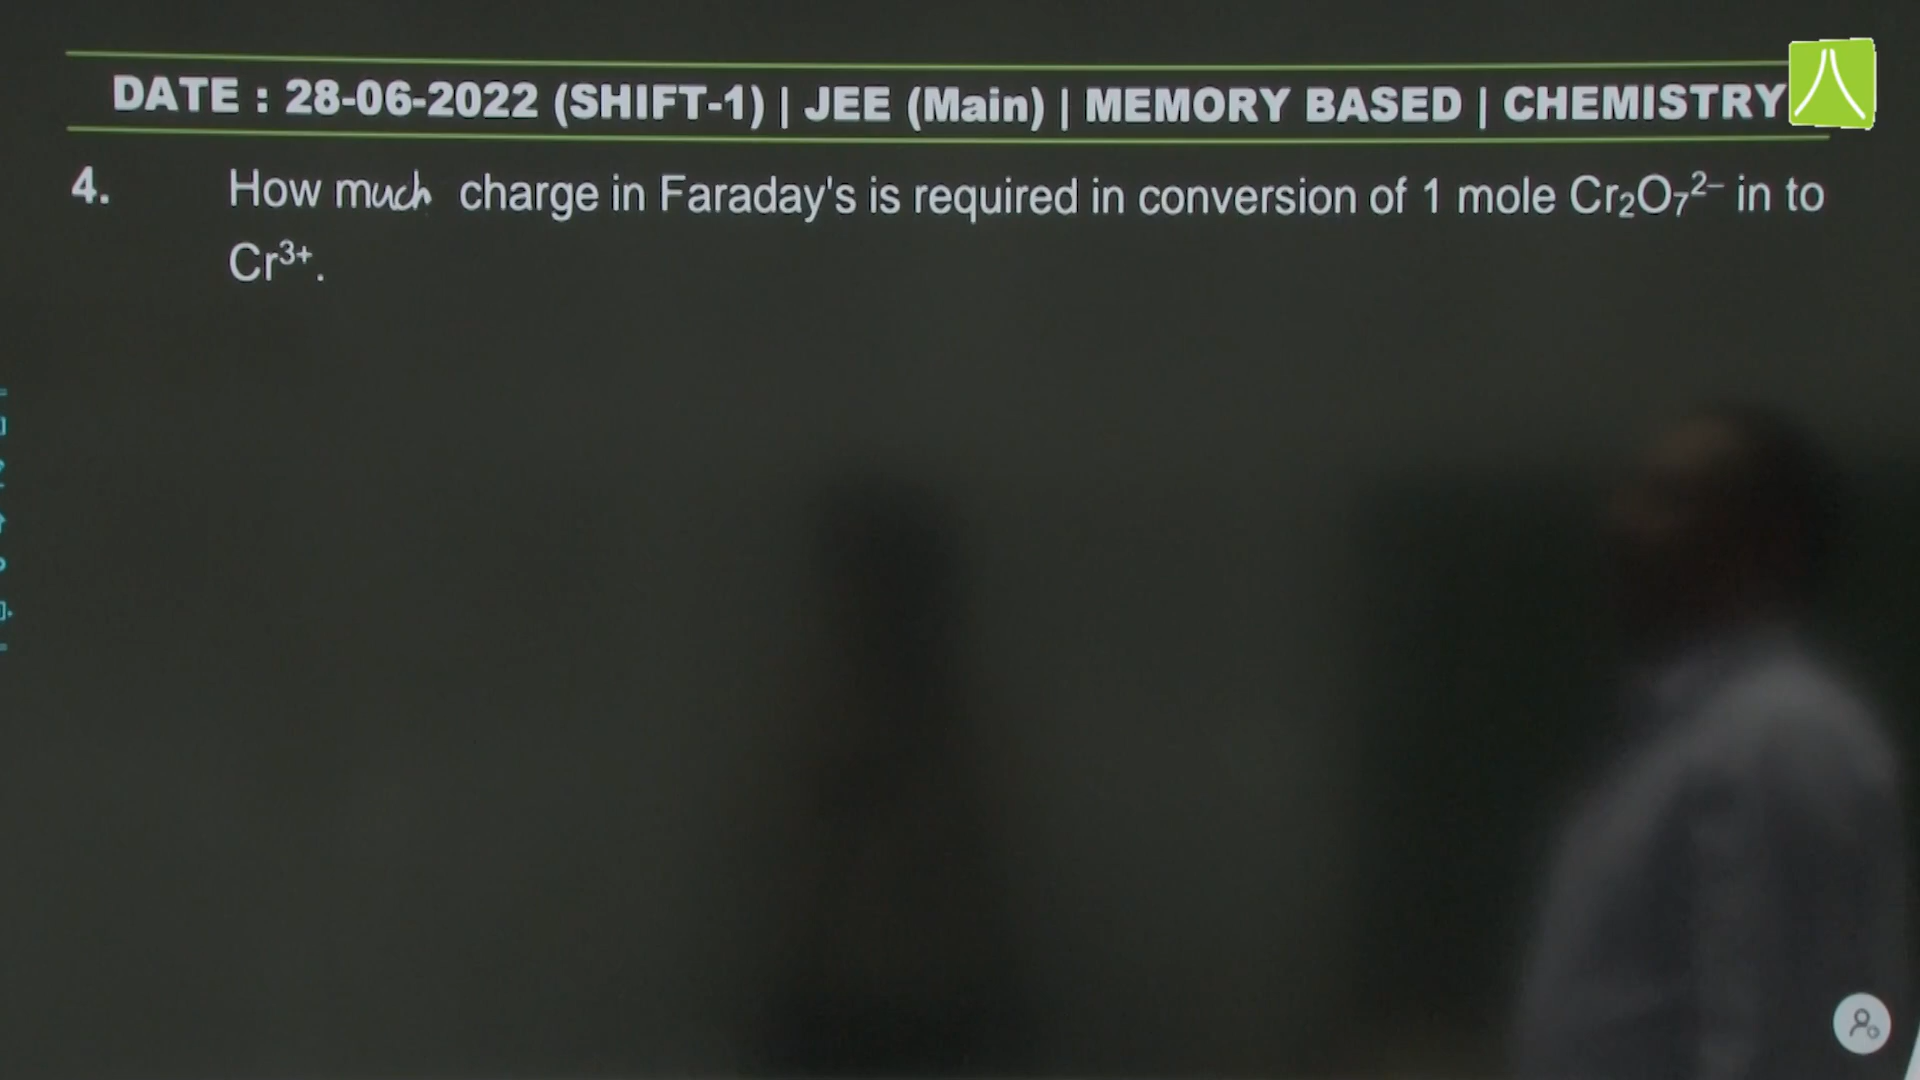 DATE : 28-06-2022 (SHIFT-1) | JEE (Main) | MEMORY BASED | CHEMISTRY
4. How much charge in Faraday's is required in conversion of 1 mole Cr₂O₇²⁻ in to
Cr³⁺.